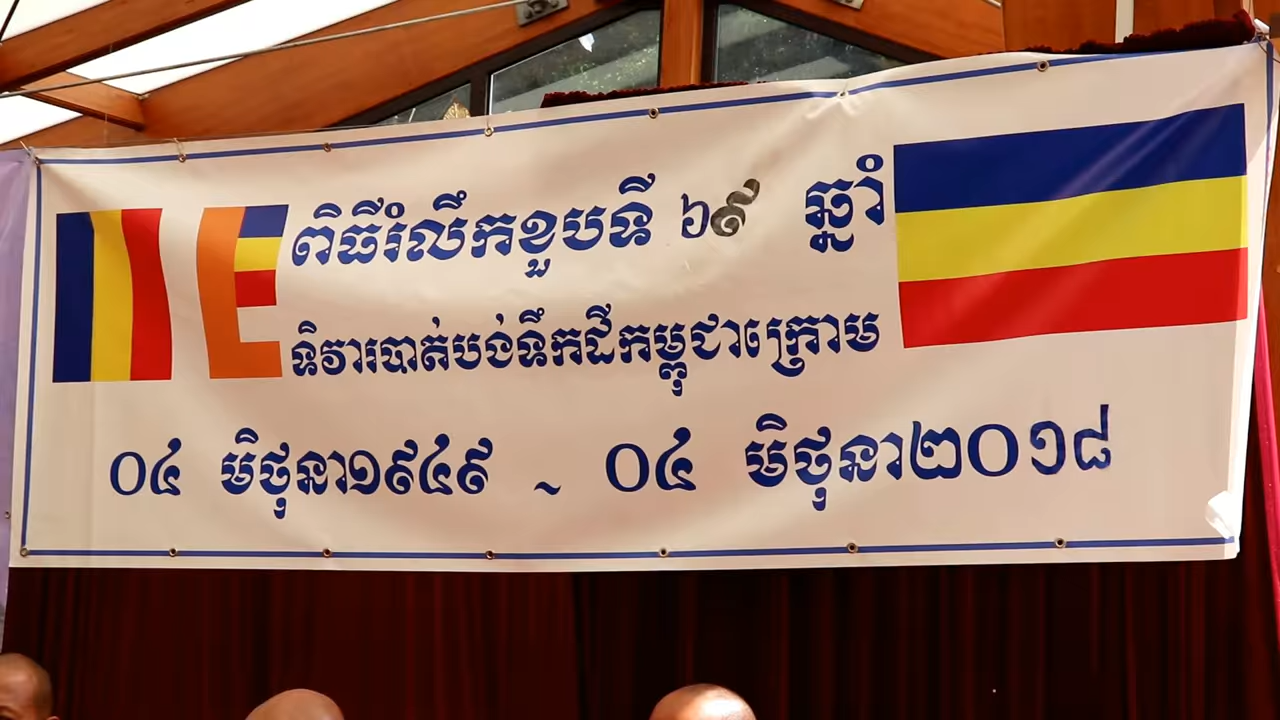 ពិធីរំលឹកខួបទី ៦៩ ឆ្នាំ
ទិវារបាត់បង់ទឹកដីកម្ពុជាក្រោម
០៤ មិថុនា១៩៤៩ ~ ០៤ មិថុនា២០១៨